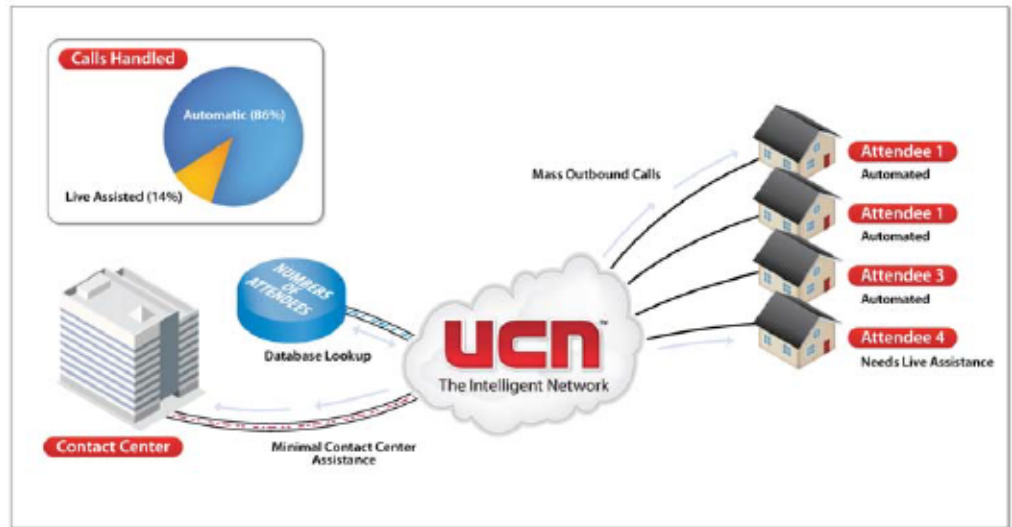 Calls Handled
Automatic (86%)
Live Assisted (14%)
Mass Outbound Calls
Attendee 1
Automated
Attendee 1
Automated
Attendee 3
Automated
Attendee 4
Needs Live Assistance
NUMBERS
OF
ATTENDEES
Database Lookup
UCN™
The Intelligent Network
Contact Center
Minimal Contact Center
Assistance